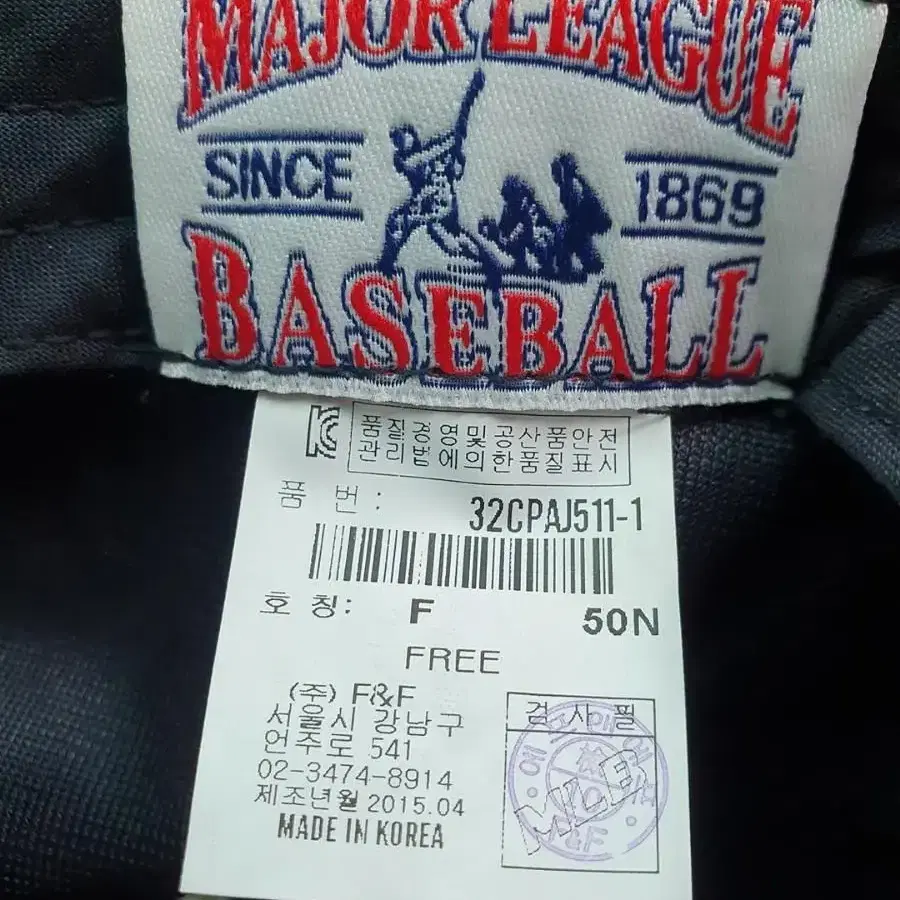 MAJOR LEAGUE
SINCE 1869
BASEBALL
품질경영및공산품안전
관리법에의한품질표시
품 번 : 32CPAJ511-1
호 칭: F 50N
FREE
(주) F&F
서울시 강남구
언주로 541
02-3474-8914
제조년월 2015.04
MADE IN KOREA
검 사 필
MLB
F&F